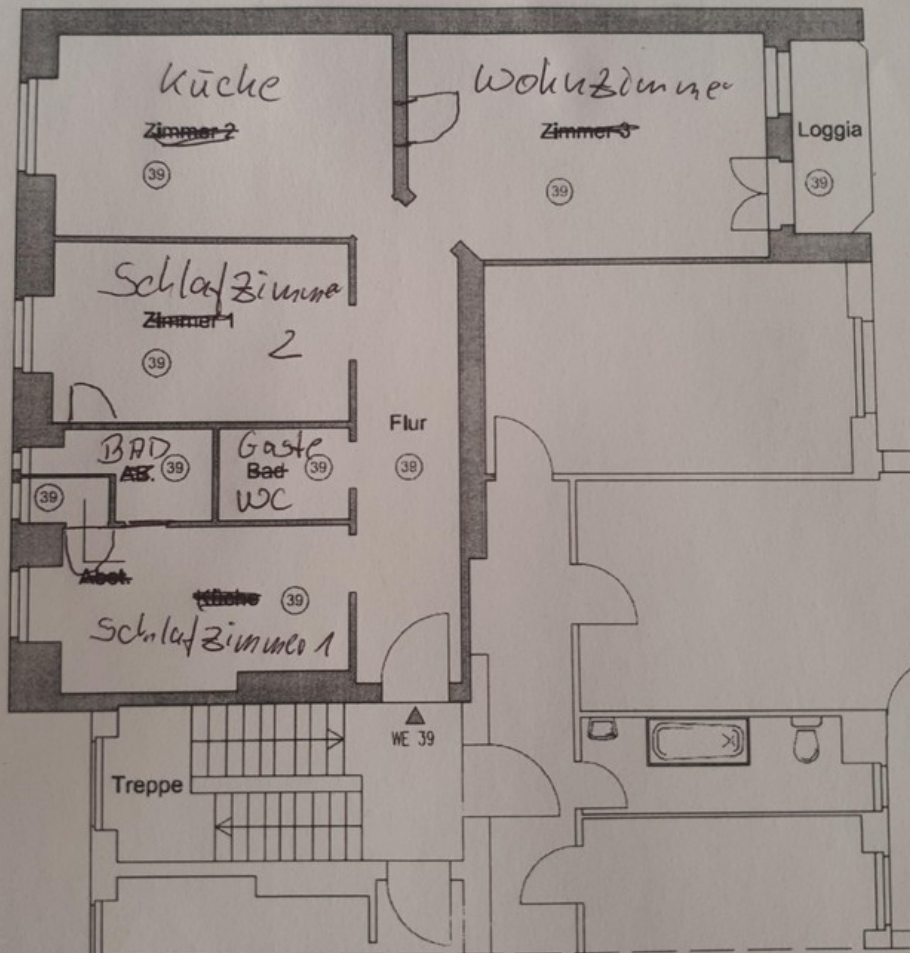 Küche
Zimmer 2
39
Wohnzimmer
Zimmer 3
39
Loggia
39
Schlafzimmer
Zimmer 1
2
39
BAD
AB.
39
Gäste
Bad
39
WC
Flur
39
39
Abst.
Küche
39
Schlafzimmer 1
WE 39
Treppe